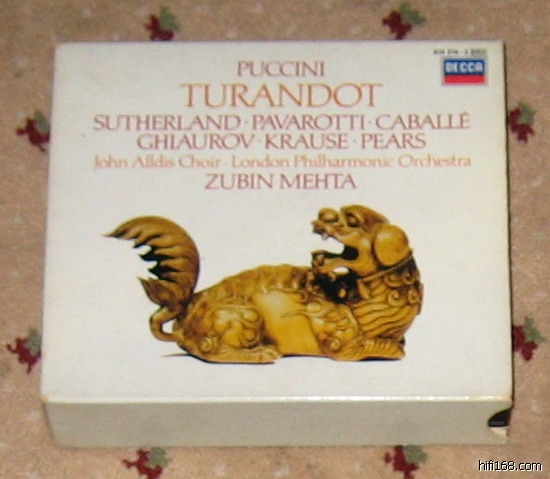 PUCCINI
DECCA
TURANDOT
SUTHERLAND · PAVAROTTI · CABALLÉ
GHIAUROV · KRAUSE · PEARS
John Alldis Choir · London Philharmonic Orchestra
ZUBIN MEHTA
hifi168.com